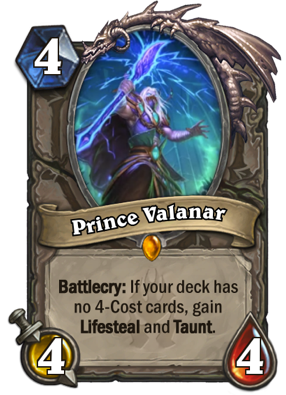 4
Prince Valanar
Battlecry: If your deck has
no 4-Cost cards, gain
Lifesteal and Taunt.
4 4